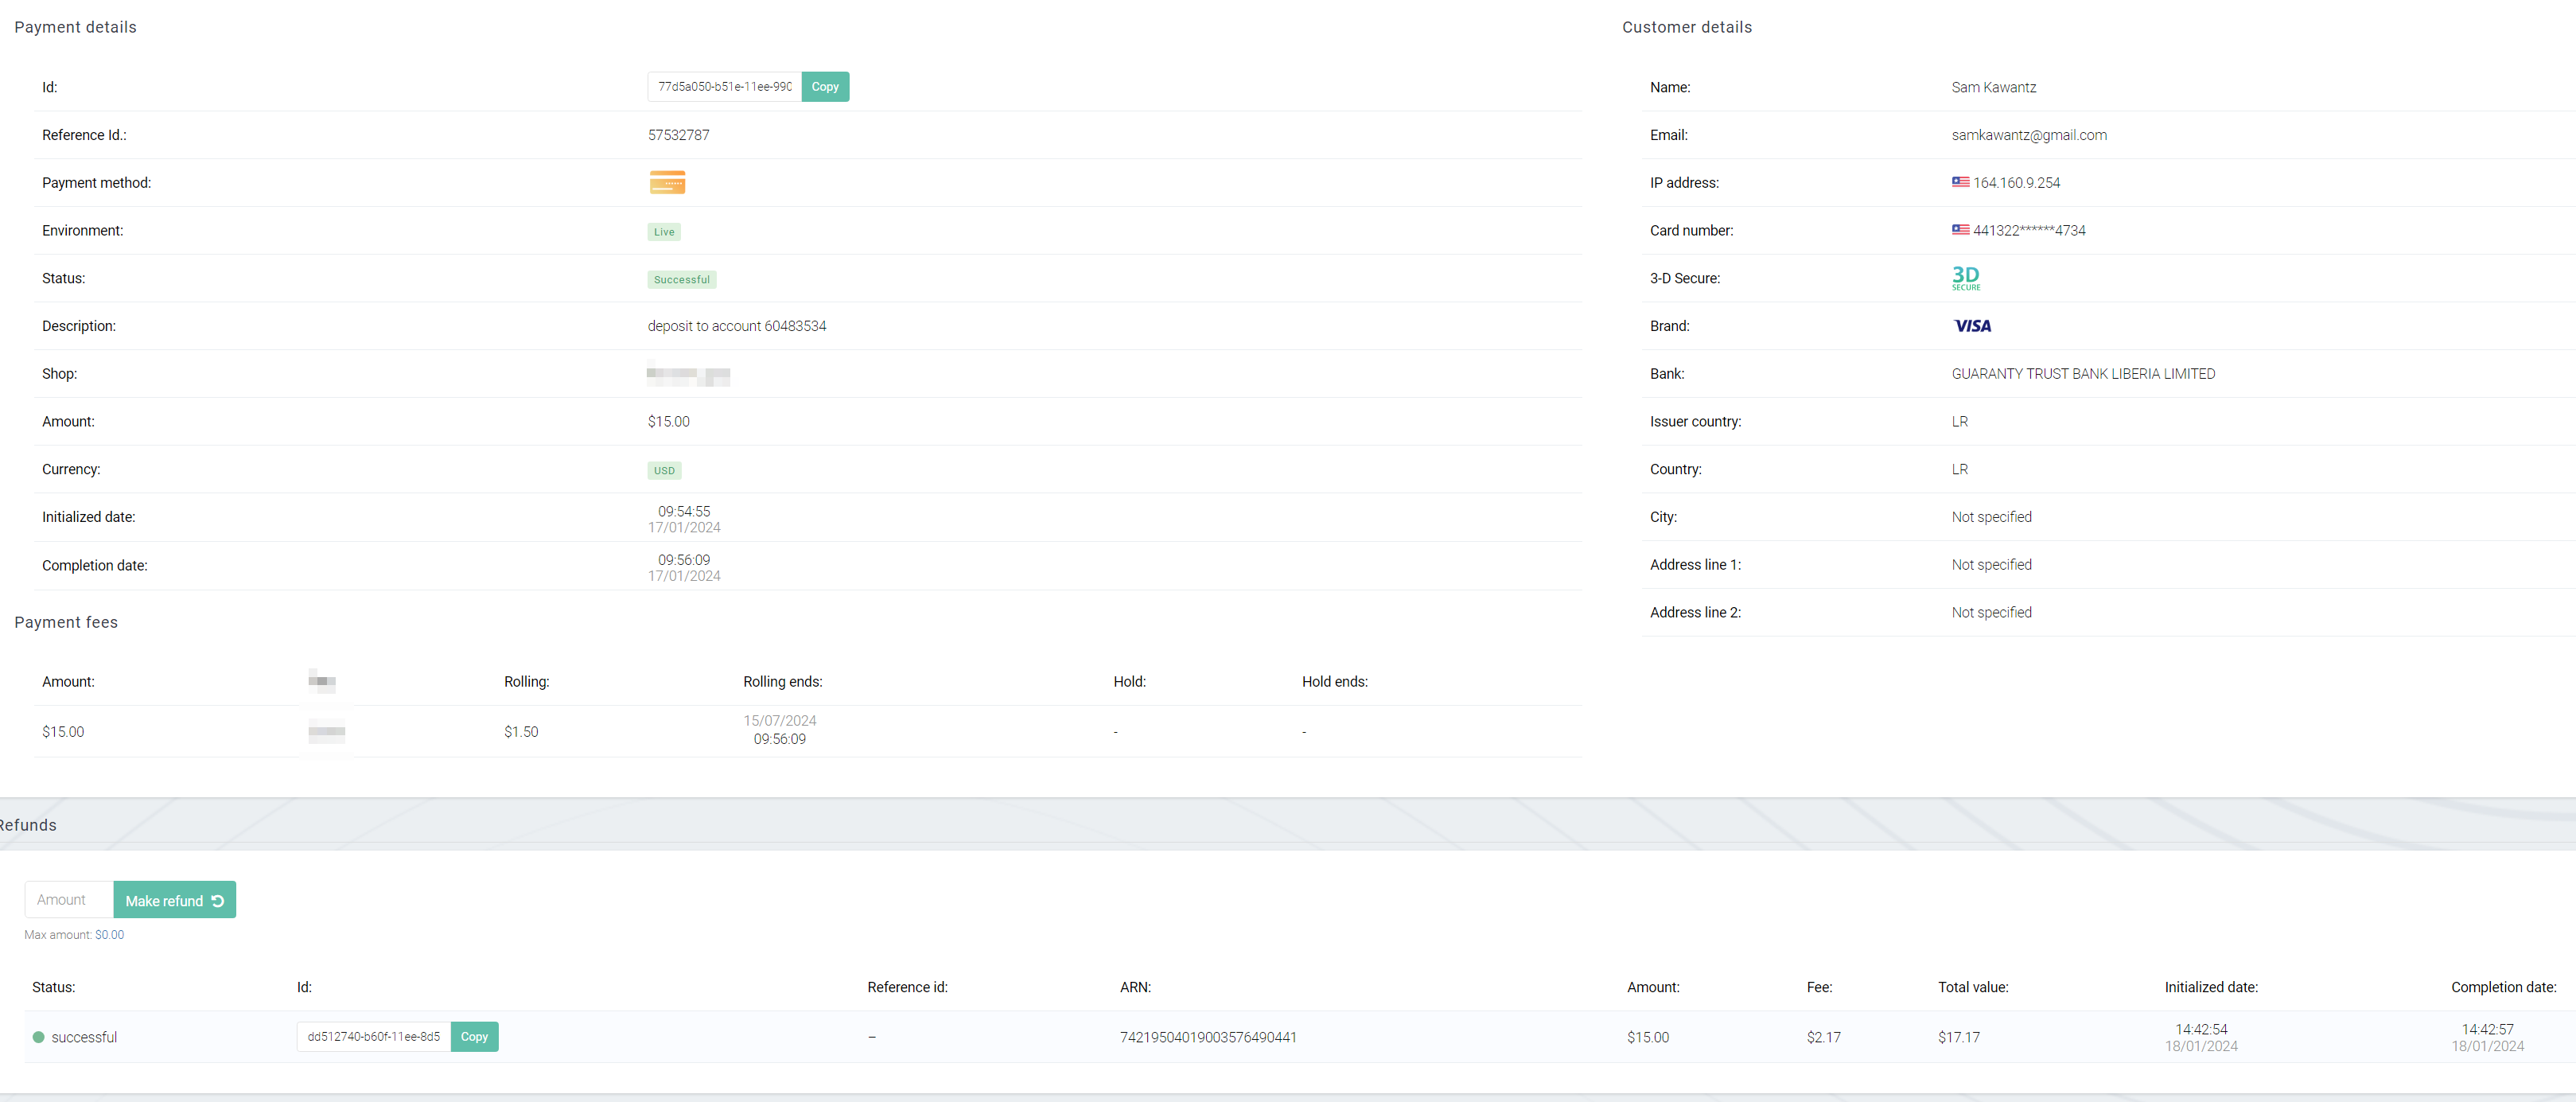 Payment details
Id: 77d5a050-b51e-11ee-990 Copy
Reference Id.: 57532787
Payment method:
Environment: Live
Status: Successful
Description: deposit to account 60483534
Shop:
Amount: $15.00
Currency: USD
Initialized date: 09:54:55
17/01/2024
Completion date: 09:56:09
17/01/2024
Payment fees
Amount: Rolling: Rolling ends: Hold: Hold ends:
$15.00 $1.50 15/07/2024 - -
09:56:09
Customer details
Name: Sam Kawantz
Email: samkawantz@gmail.com
IP address: 164.160.9.254
Card number: 441322******4734
3-D Secure: 3D SECURE
Brand: VISA
Bank: GUARANTY TRUST BANK LIBERIA LIMITED
Issuer country: LR
Country: LR
City: Not specified
Address line 1: Not specified
Address line 2: Not specified
Refunds
Amount Make refund
Max amount: $0.00
Status: Id: Reference id: ARN: Amount: Fee: Total value: Initialized date: Completion date:
successful dd512740-b60f-11ee-8d5 Copy – 74219504019003576490441 $15.00 $2.17 $17.17 14:42:54 14:42:57
18/01/2024 18/01/2024